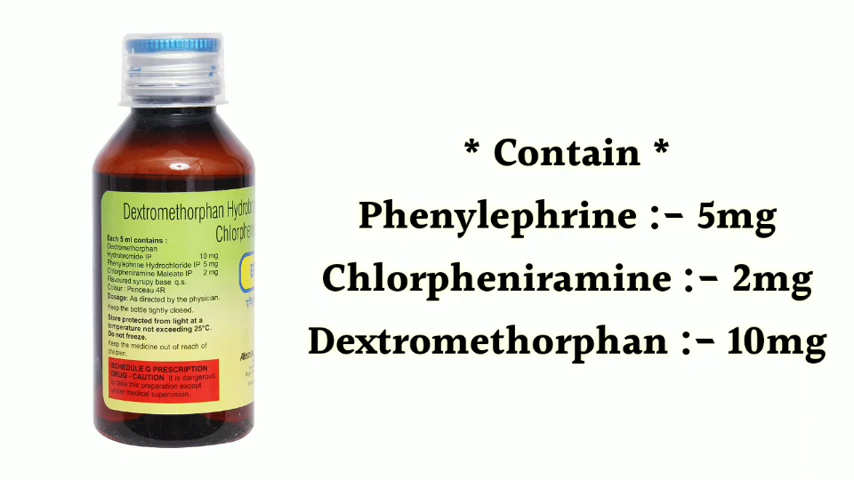 Dextromethorphan
Each 5 ml contains :
Dextromethorphan
Hydrobromide IP 10 mg
Phenylephrine Hydrochloride IP 5 mg
Chlorpheniramine Maleate IP 2 mg
Flavoured syrupy base q.s.
Colour : Ponceau 4R
Dosage: As directed by the physician.
Keep the bottle tightly closed.
Store protected from light at a
temperature not exceeding 25°C.
Do not freeze.
Keep the medicine out of reach of
children.
SCHEDULE G PRESCRIPTION
DRUG - CAUTION: It is dangerous
to take this preparation except
under medical supervision.
* Contain *
Phenylephrine :- 5mg
Chlorpheniramine :- 2mg
Dextromethorphan :- 10mg